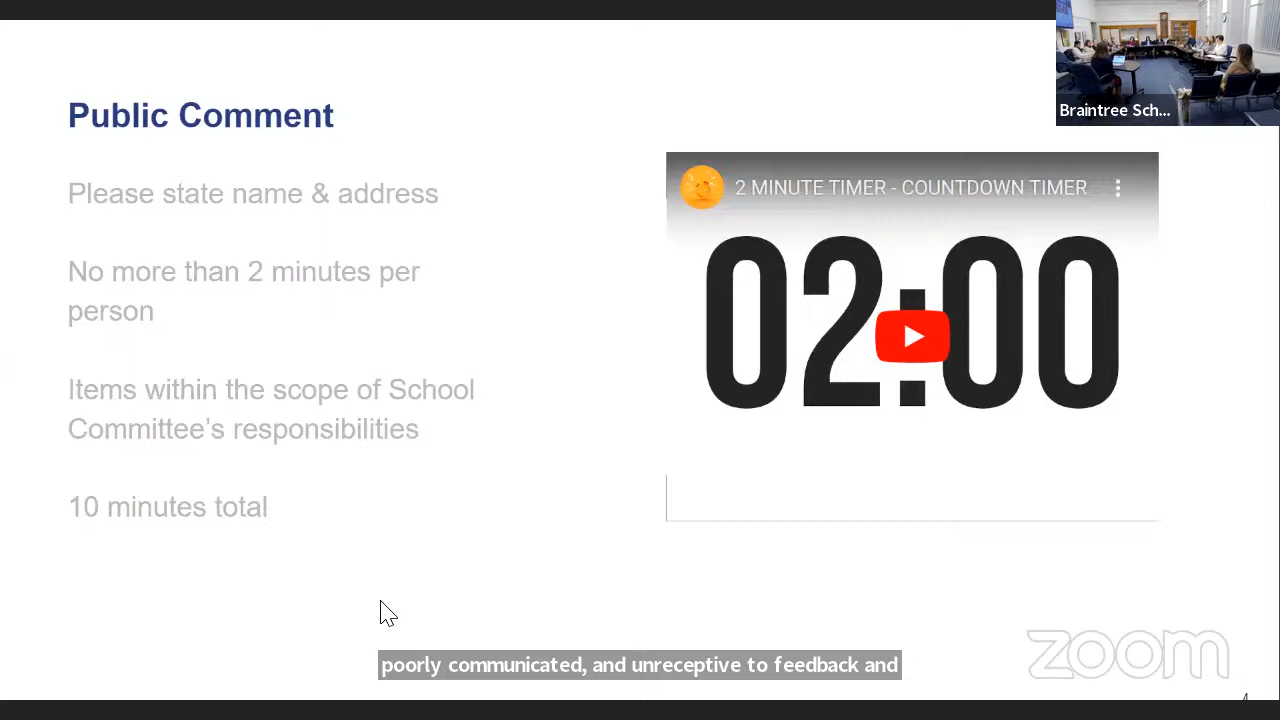 Public Comment
Please state name & address
No more than 2 minutes per
person
Items within the scope of School
Committee’s responsibilities
10 minutes total
Braintree Sch...
2 MINUTE TIMER - COUNTDOWN TIMER
02:00
poorly communicated, and unreceptive to feedback and
zoom